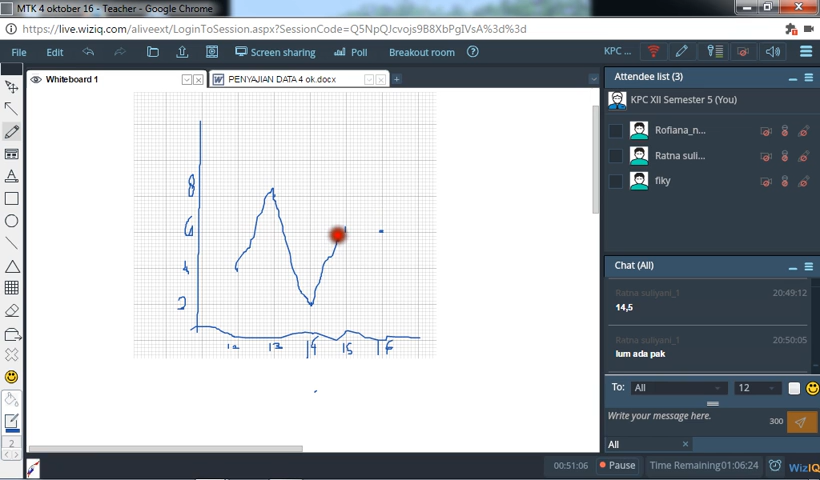 MTK 4 oktober 16 - Teacher - Google Chrome
https://live.wiziq.com/aliveext/LoginToSession.aspx?SessionCode=Q5NpQJcvojs9B8XbPgIVsA%3d%3d
File Edit Screen sharing Poll Breakout room KPC ...
Whiteboard 1 PENYAJIAN DATA 4 ok.docx
Attendee list (3)
KPC XII Semester 5 (You)
Rofiana_n...
Ratna suli...
fiky
8
6
4
2
12 13 14 15 16
Chat (All)
Ratna suliyani_1 20:49:12
14,5
Ratna suliyani_1 20:50:05
lum ada pak
To: All 12
Write your message here. 300
All
2
00:51:06 Pause Time Remaining01:06:24 WizIQ